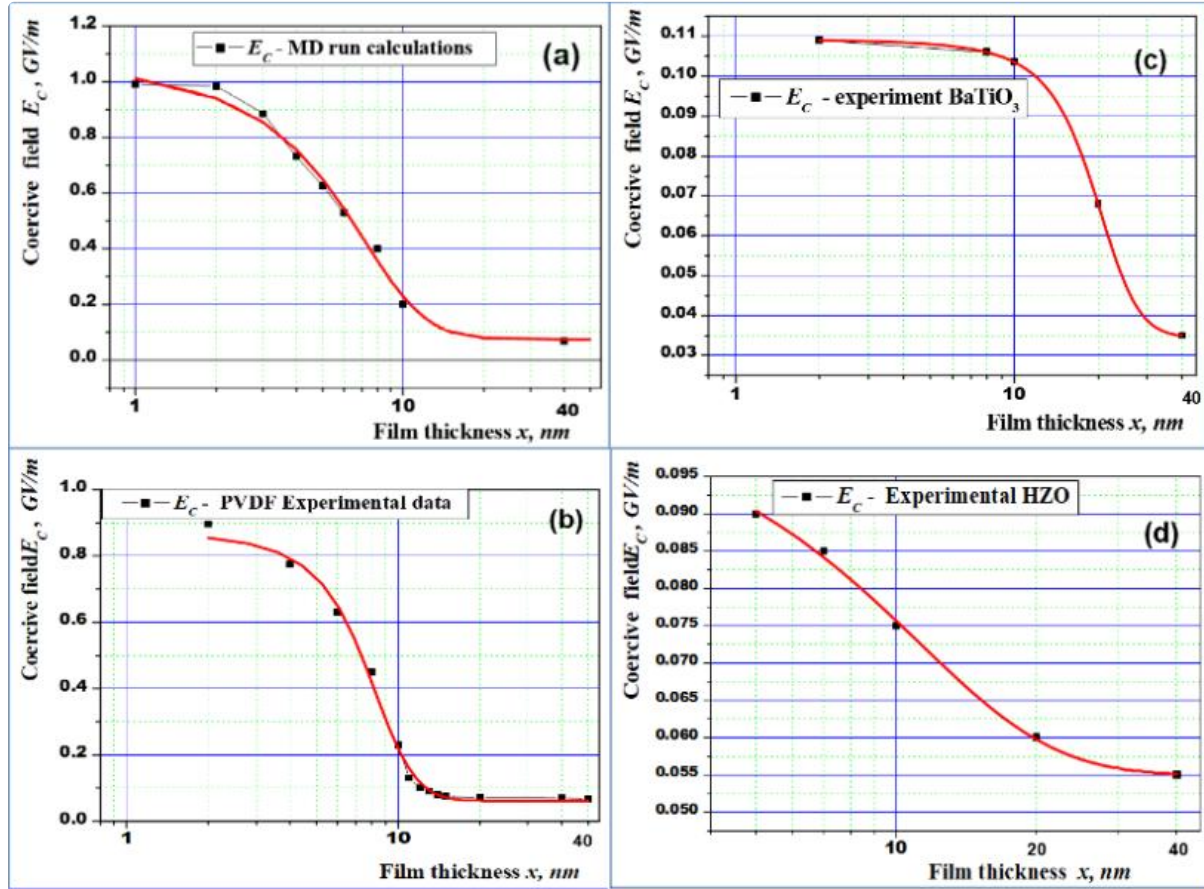 E_C - MD run calculations
(a)
Coercive field E_C , GV/m
1.2
1.0
0.8
0.6
0.4
0.2
0.0
1
10
40
Film thickness x, nm
E_C - experiment BaTiO₃
(c)
Coercive field E_C , GV/m
0.11
0.10
0.09
0.08
0.07
0.06
0.05
0.04
0.03
1
10
40
Film thickness x, nm
E_C - PVDF Experimental data
(b)
Coercive fieldE_C , GV/m
1.0
0.8
0.6
0.4
0.2
0.0
1
10
40
Film thickness x, nm
E_C - Experimental HZO
(d)
Coercive fieldE_C , GV/m
0.095
0.090
0.085
0.080
0.075
0.070
0.065
0.060
0.055
0.050
10
20
40
Film thickness x, nm